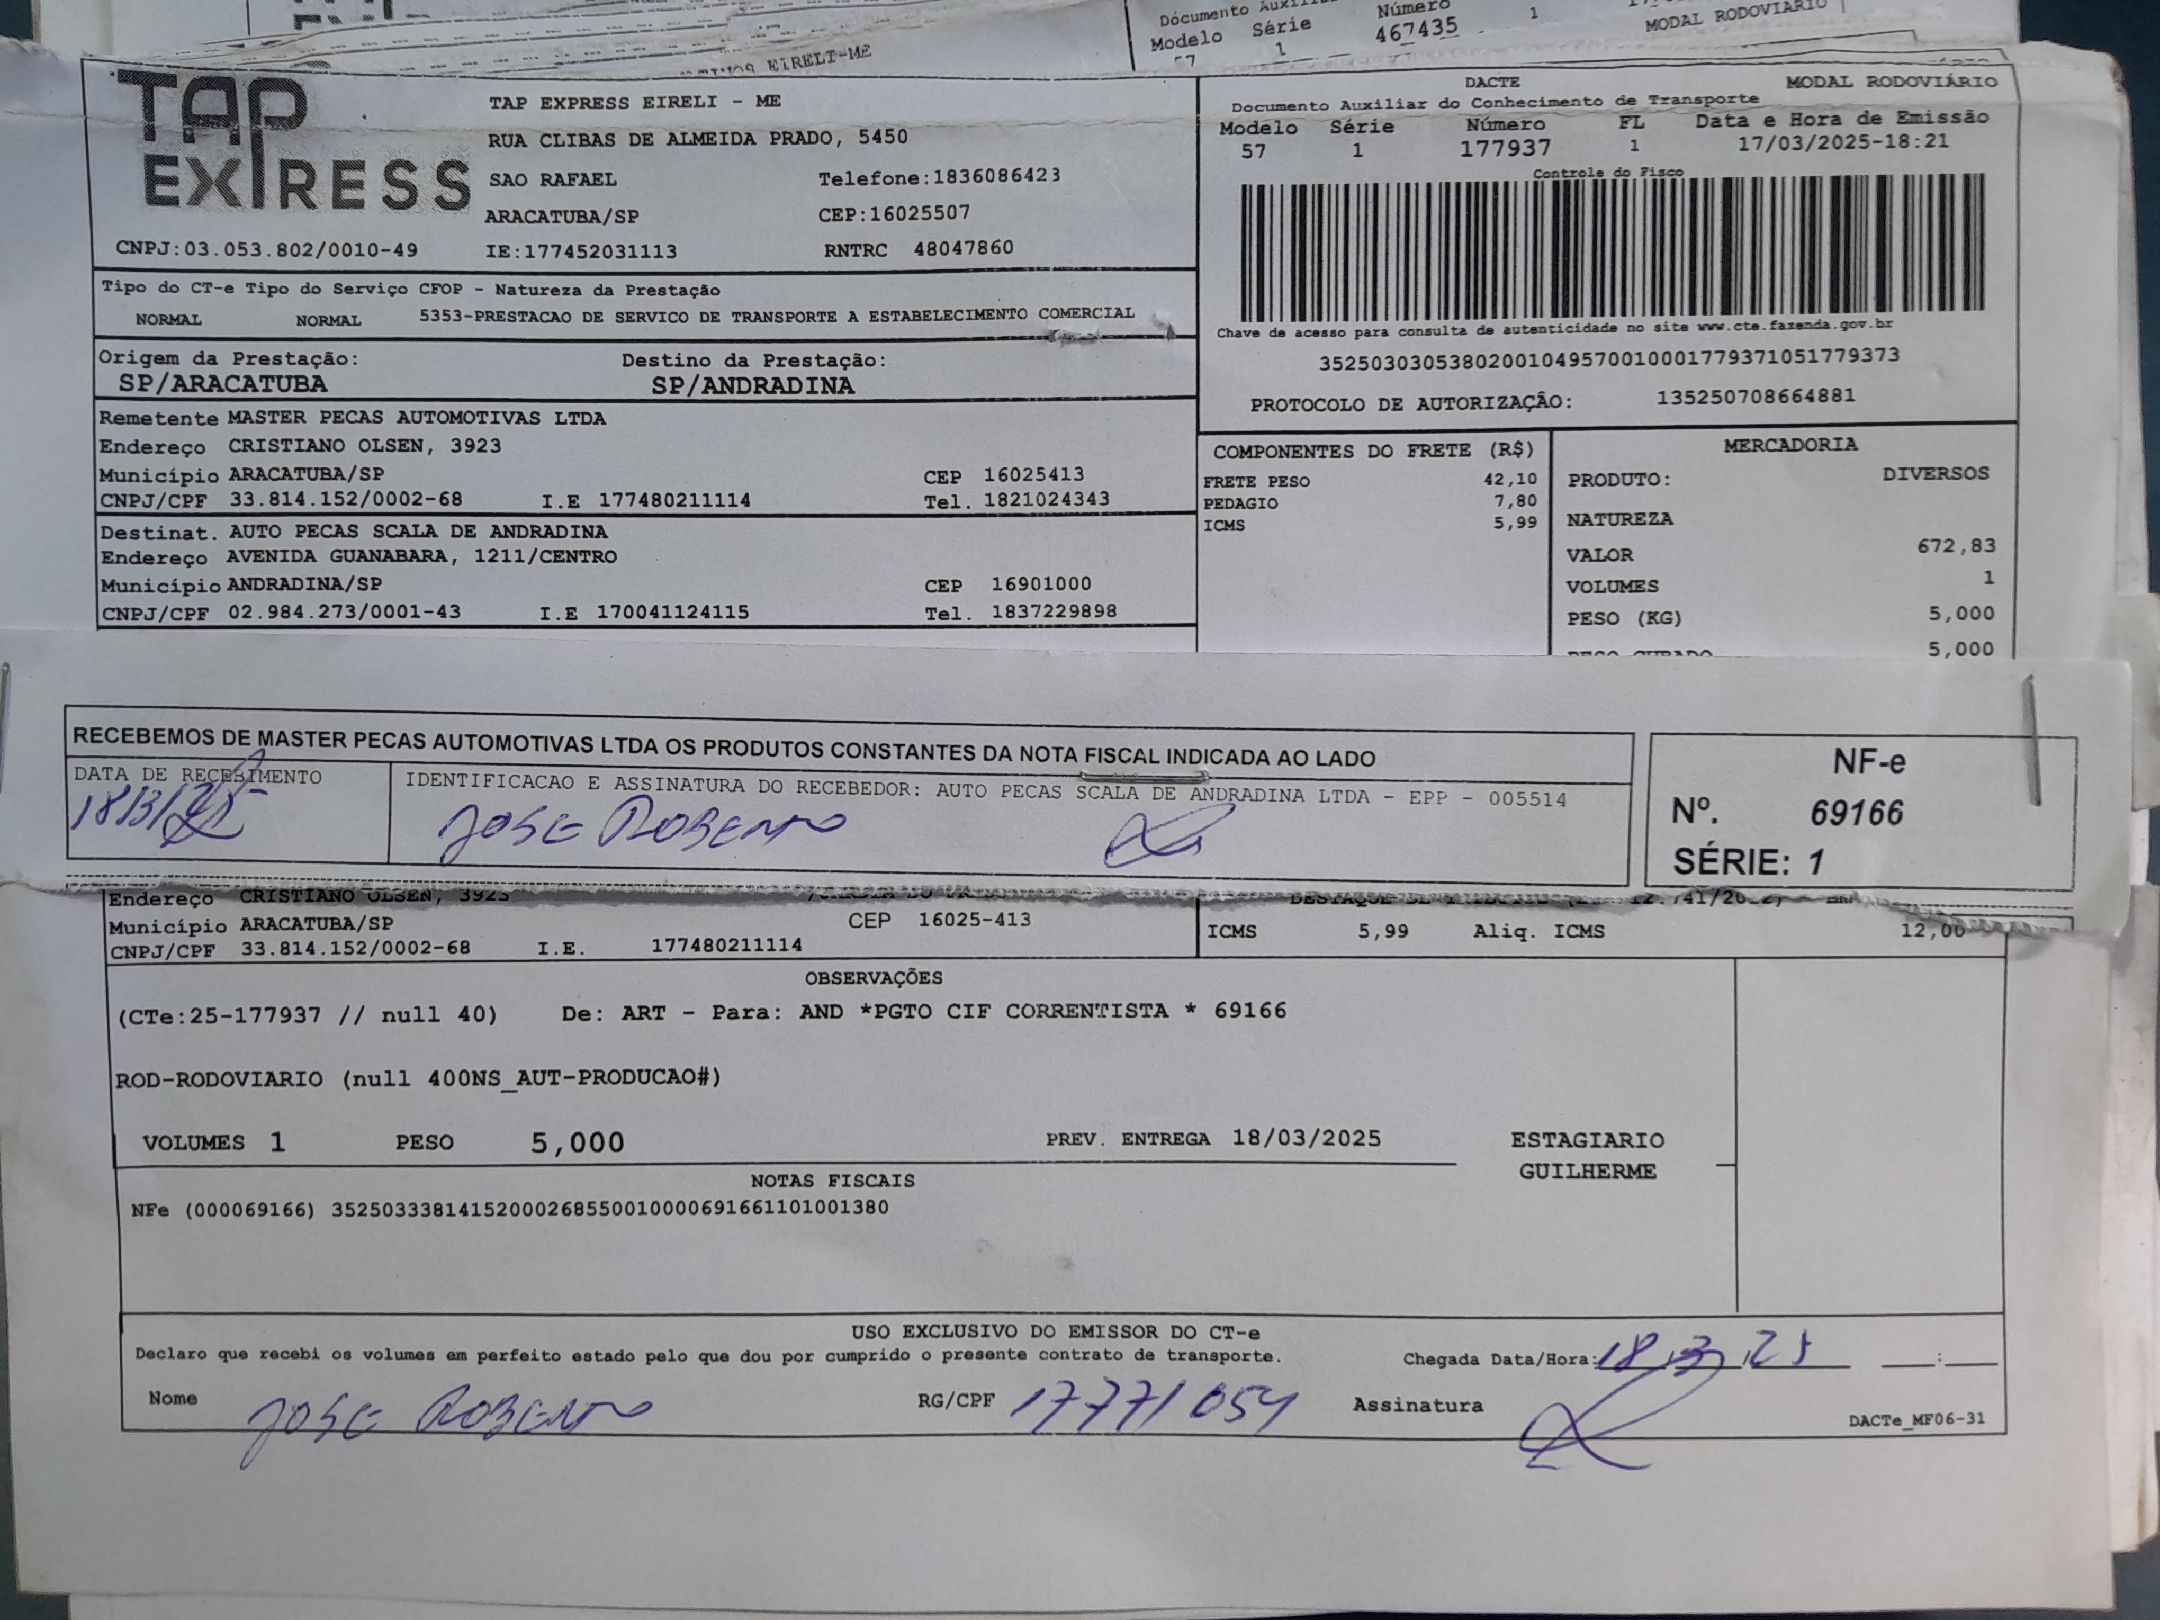 EIRELI-ME
Documento
Modelo Série Número
1 467435 1
MODAL RODOVIÁRIO
TAP
EXPRESS
TAP EXPRESS EIRELI - ME
RUA CLIBAS DE ALMEIDA PRADO, 5450
SAO RAFAEL Telefone:1836086423
ARACATUBA/SP CEP:16025507
CNPJ:03.053.802/0010-49 IE:177452031113 RNTRC 48047860
DACTE MODAL RODOVIÁRIO
Documento Auxiliar do Conhecimento de Transporte
Modelo Série Número FL Data e Hora de Emissão
57 1 177937 1 17/03/2025-18:21
Controle do Fisco
Chave de acesso para consulta de autenticidade no site www.cte.fazenda.gov.br
35250303053802001049570010001779371051779373
PROTOCOLO DE AUTORIZAÇÃO: 135250708664881
Tipo do CT-e Tipo do Serviço CFOP - Natureza da Prestação
NORMAL NORMAL 5353-PRESTACAO DE SERVICO DE TRANSPORTE A ESTABELECIMENTO COMERCIAL
Origem da Prestação: Destino da Prestação:
SP/ARACATUBA SP/ANDRADINA
Remetente MASTER PECAS AUTOMOTIVAS LTDA
Endereço CRISTIANO OLSEN, 3923
Município ARACATUBA/SP CEP 16025413
CNPJ/CPF 33.814.152/0002-68 I.E 177480211114 Tel. 1821024343
Destinat. AUTO PECAS SCALA DE ANDRADINA
Endereço AVENIDA GUANABARA, 1211/CENTRO
Município ANDRADINA/SP CEP 16901000
CNPJ/CPF 02.984.273/0001-43 I.E 170041124115 Tel. 1837229898
COMPONENTES DO FRETE (R$)
FRETE PESO 42,10
PEDAGIO 7,80
ICMS 5,99
MERCADORIA
PRODUTO: DIVERSOS
NATUREZA
VALOR 672,83
VOLUMES 1
PESO (KG) 5,000
PESO CUBADO 5,000
RECEBEMOS DE MASTER PECAS AUTOMOTIVAS LTDA OS PRODUTOS CONSTANTES DA NOTA FISCAL INDICADA AO LADO
DATA DE RECEBIMENTO
18/3/25
IDENTIFICACAO E ASSINATURA DO RECEBEDOR: AUTO PECAS SCALA DE ANDRADINA LTDA - EPP - 005514
JOSE ROBERTO
NF-e
Nº. 69166
SÉRIE: 1
Endereço CRISTIANO OLSEN, 3923
Município ARACATUBA/SP CEP 16025-413
CNPJ/CPF 33.814.152/0002-68 I.E. 177480211114
ICMS 5,99 Aliq. ICMS 12,00
OBSERVAÇÕES
(CTe:25-177937 // null 40) De: ART - Para: AND *PGTO CIF CORRENTISTA * 69166
ROD-RODOVIARIO (null 400NS_AUT-PRODUCAO#)
VOLUMES 1 PESO 5,000 PREV. ENTREGA 18/03/2025 ESTAGIARIO
GUILHERME
NOTAS FISCAIS
NFe (000069166) 35250333814152000268550010000691661101001380
USO EXCLUSIVO DO EMISSOR DO CT-e
Declaro que recebi os volumes em perfeito estado pelo que dou por cumprido o presente contrato de transporte. Chegada Data/Hora: 18 3 25 __:__
Nome JOSE ROBERTO RG/CPF 17771054 Assinatura
DACTe_MF06-31